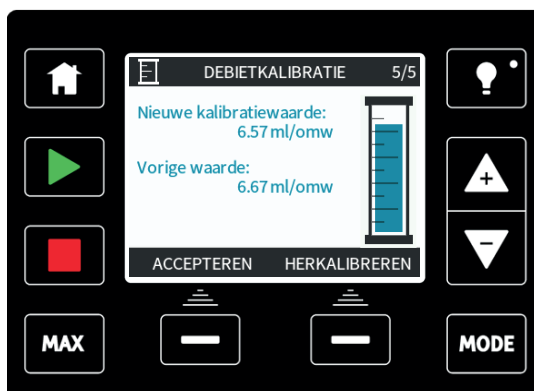 DEBIETKALIBRATIE 5/5
Nieuwe kalibratiewaarde:
6.57 ml/omw
Vorige waarde:
6.67 ml/omw
ACCEPTEREN HERKALIBREREN
MAX MODE